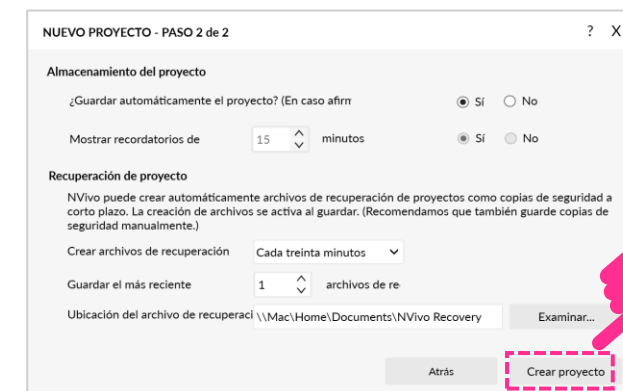 NUEVO PROYECTO - PASO 2 de 2 ? X
Almacenamiento del proyecto
¿Guardar automáticamente el proyecto? (En caso afirm Sí No
Mostrar recordatorios de 15 minutos Sí No
Recuperación de proyecto
NVivo puede crear automáticamente archivos de recuperación de proyectos como copias de seguridad a
corto plazo. La creación de archivos se activa al guardar. (Recomendamos que también guarde copias de
seguridad manualmente.)
Crear archivos de recuperación Cada treinta minutos
Guardar el más reciente 1 archivos de re
Ubicación del archivo de recuperaci \\Mac\Home\Documents\NVivo Recovery Examinar...
Atrás Crear proyecto